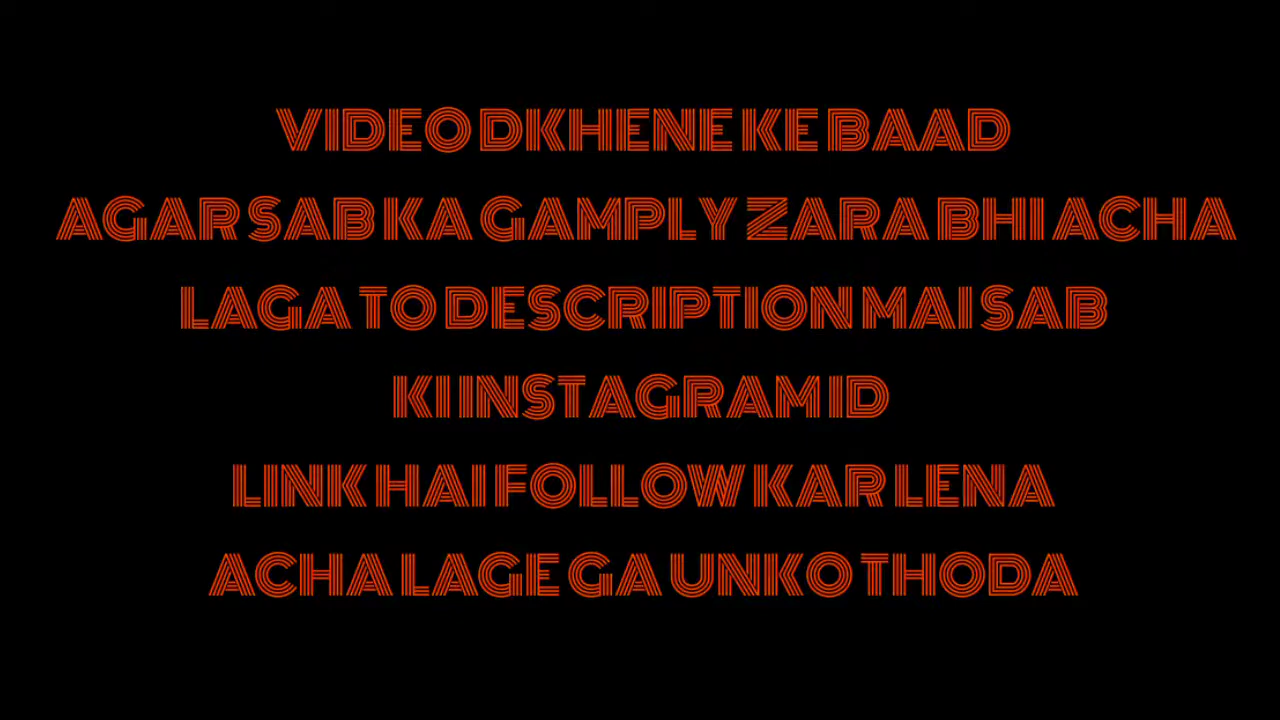 VIDEO DKHENE KE BAAD
AGAR SAB KA GAMPLY ZARA BHI ACHA
LAGA TO DESCRIPTION MAI SAB
KI INSTAGRAM ID
LINK HAI FOLLOW KAR LENA
ACHA LAGE GA UNKO THODA